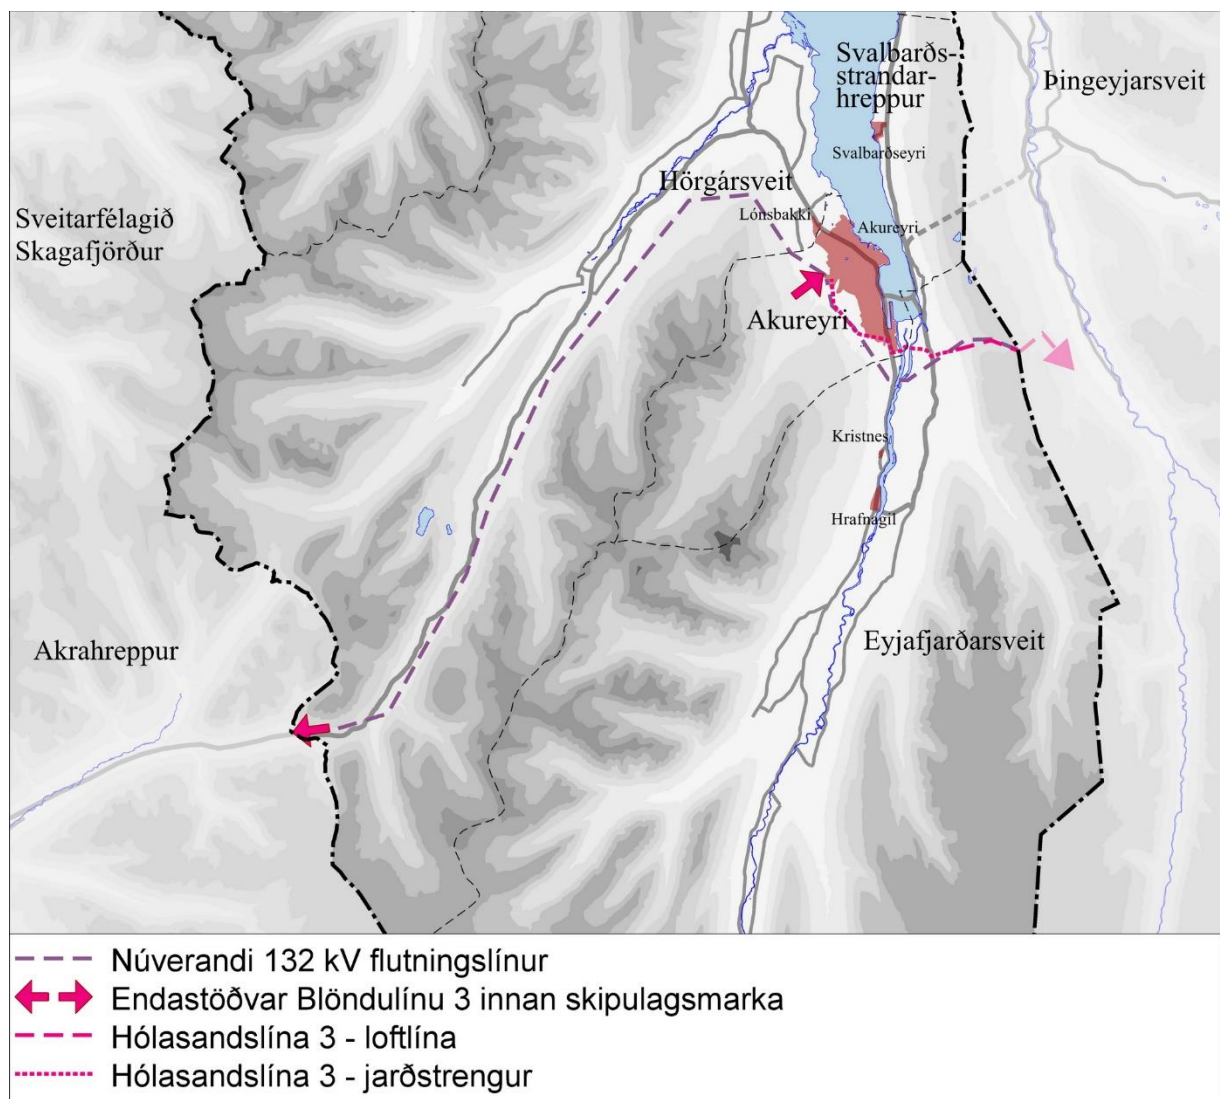 Svalbarðs-
strandar-
hreppur
Þingeyjarsveit
Svalbarðseyri
Hörgársveit
Lónsbakki
Akureyri
Sveitarfélagið
Skagafjörður
Akureyri
Kristnes
Hrafnagil
Akrahreppur
Eyjafjarðarsveit
Núverandi 132 kV flutningslínur
Endastöðvar Blöndulínu 3 innan skipulagsmarka
Hólasandslína 3 - loftlína
Hólasandslína 3 - jarðstrengur